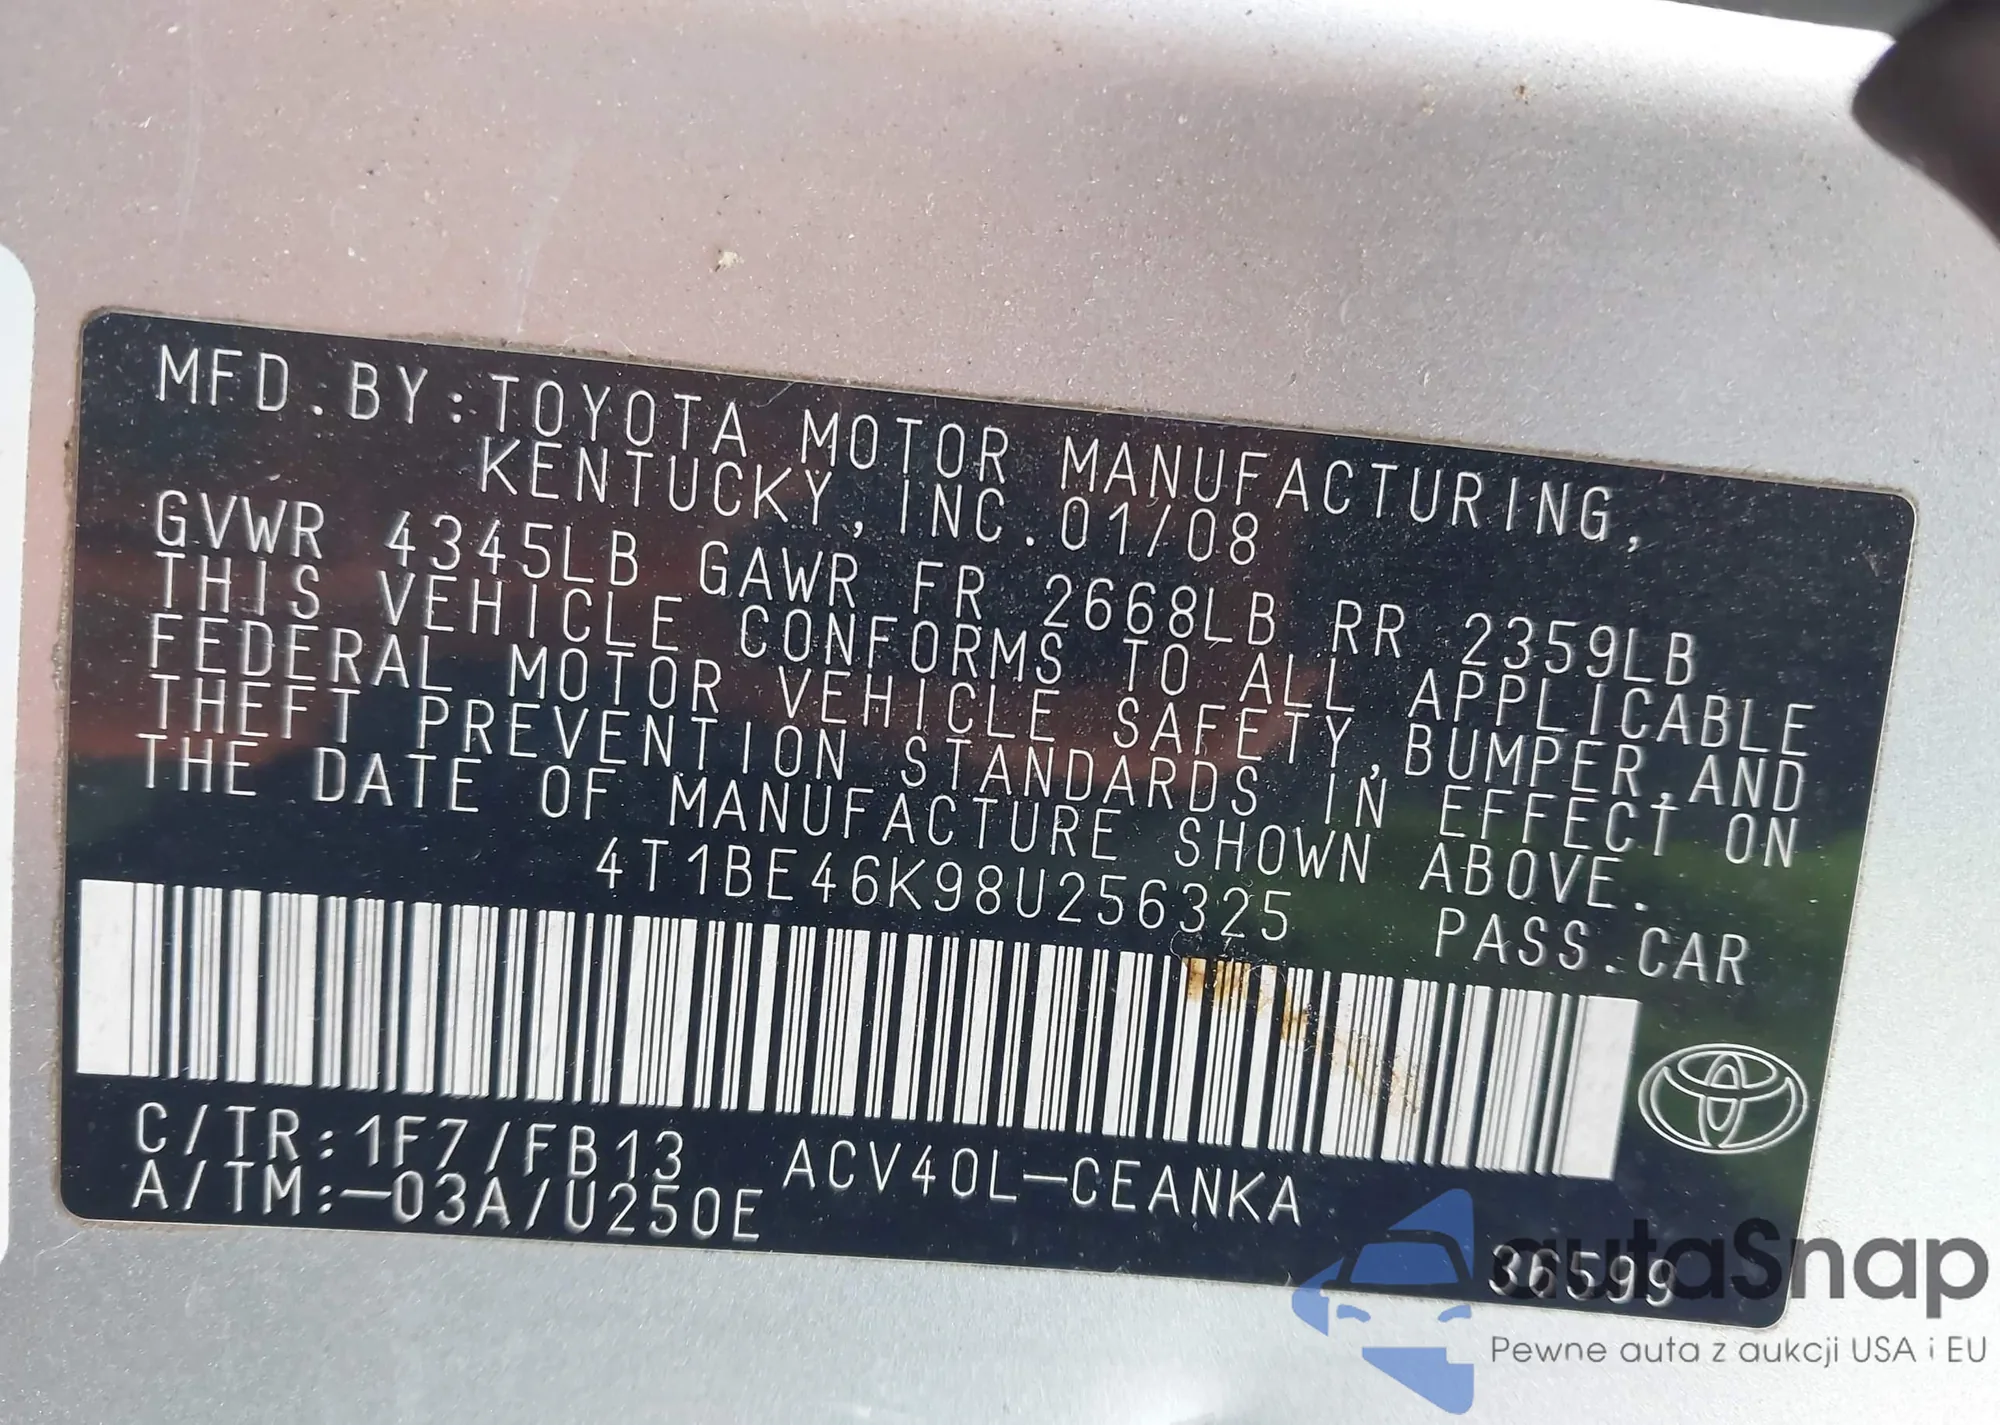 MFD.BY:TOYOTA MOTOR MANUFACTURING,
KENTUCKY, INC. 01/08
GVWR 4345LB GAWR FR 2668LB RR 2359LB
THIS VEHICLE CONFORMS TO ALL APPLICABLE
FEDERAL MOTOR VEHICLE SAFETY,BUMPER,AND
THEFT PREVENTION STANDARDS IN EFFECT ON
THE DATE OF MANUFACTURE SHOWN ABOVE.
4T1BE46K98U256325 PASS.CAR
C/TR:1F7/FB13 ACV40L-CEANKA
A/TM:-03A/U250E
36599
autaSnap
Pewne auta z aukcji USA i EU